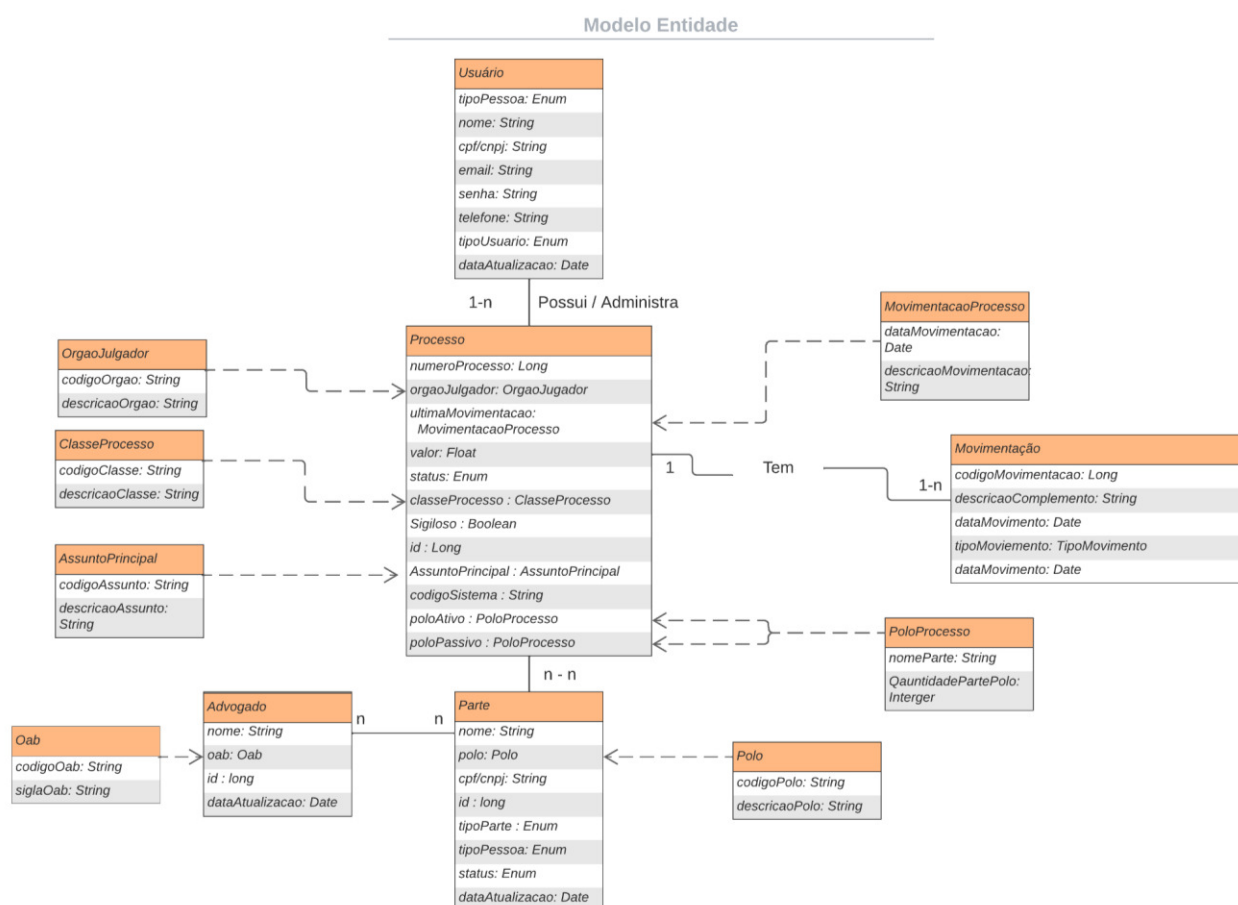 Modelo Entidade
Usuário
tipoPessoa: Enum
nome: String
cpf/cnpj: String
email: String
senha: String
telefone: String
tipoUsuario: Enum
dataAtualizacao: Date
1-n
Possui / Administra
MovimentacaoProcesso
dataMovimentacao:
Date
descricaoMovimentacao:
String
OrgaoJulgador
codigoOrgao: String
descricaoOrgao: String
ClasseProcesso
codigoClasse: String
descricaoClasse: String
AssuntoPrincipal
codigoAssunto: String
descricaoAssunto:
String
Processo
numeroProcesso: Long
orgaoJulgador: OrgaoJugador
ultimaMovimentacao:
MovimentacaoProcesso
valor: Float
status: Enum
classeProcesso : ClasseProcesso
Sigiloso : Boolean
id : Long
AssuntoPrincipal : AssuntoPrincipal
codigoSistema : String
poloAtivo : PoloProcesso
poloPassivo : PoloProcesso
1
Tem
1-n
Movimentação
codigoMovimentacao: Long
descricaoComplemento: String
dataMovimento: Date
tipoMoviemento: TipoMovimento
dataMovimento: Date
PoloProcesso
nomeParte: String
QauntidadePartePolo:
Interger
n - n
Oab
codigoOab: String
siglaOab: String
Advogado
nome: String
oab: Oab
id : long
dataAtualizacao: Date
n
n
Parte
nome: String
polo: Polo
cpf/cnpj: String
id : long
tipoParte : Enum
tipoPessoa: Enum
status: Enum
dataAtualizacao: Date
Polo
codigoPolo: String
descricaoPolo: String